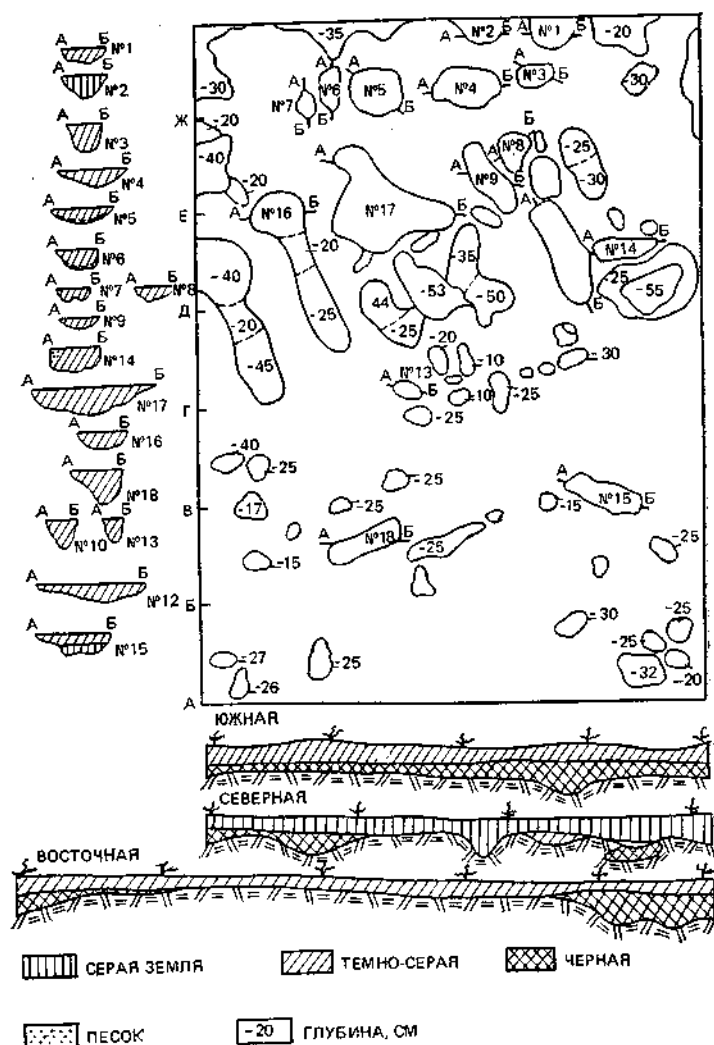 А Б
№1
А Б
№2
А Б
№3
А Б
№4
А Б
№5
А Б
№6
А Б
№7
А Б
№8
А Б
№9
А Б
№14
А Б
№17
А Б
№16
А Б
№18
А Б
№10
А Б
№13
А Б
№12
А Б
№15
-35
А №2 Б
А №1 Б
-20
-30
А №7 Б
А №6 Б
А №5 Б
А №4 Б
А №3 Б
-30
Ж
-20
-40
-20
А №17 Б
А №9 Б
Б №8 А
-25
-30
Е
А №16 Б
-20
-25
-35
А №14 Б
А Б
-25
-55
-40
-53
-50
Д
-20
-45
44
-25
-20
-10
-30
А №13 Б
-10
-25
Г
-25
-40
-25
-25
А №15 Б
В
-17
-25
-15
А №18 Б
-25
-25
-15
Б
-30
-25
-25
-27
-25
-32
-20
-26
А
ЮЖНАЯ
СЕВЕРНАЯ
ВОСТОЧНАЯ
СЕРАЯ ЗЕМЛЯ
ТЕМНО-СЕРАЯ
ЧЕРНАЯ
ПЕСОК
-20 ГЛУБИНА, СМ